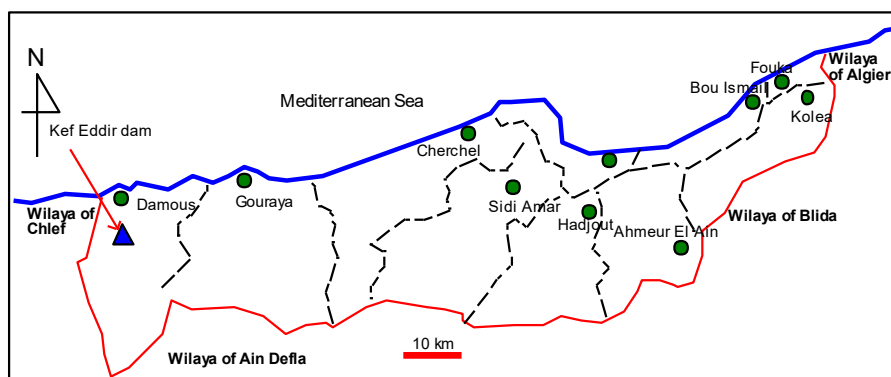 N
Mediterranean Sea
Fouka
Wilaya
of Algier
Bou Ismail
Kolea
Kef Eddir dam
Cherchel
Wilaya of
Chlef
Damous
Gouraya
Sidi Amar
Hadjout
Wilaya of Blida
Ahmeur El Ain
Wilaya of Ain Defla
10 km